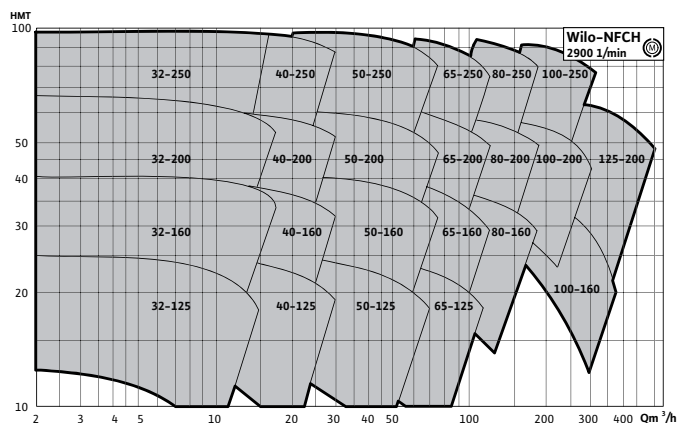 HMT
100
50
40
30
20
10
Wilo–NFCH
2900 1/min
M
32–250 40–250 50–250 65–250 80–250 100–250
32–200 40–200 50–200 65–200 80–200 100–200 125–200
32–160 40–160 50–160 65–160 80–160
100–160
32–125 40–125 50–125 65–125
2 3 4 5 10 20 30 40 50 100 200 300 400 Qm³/h